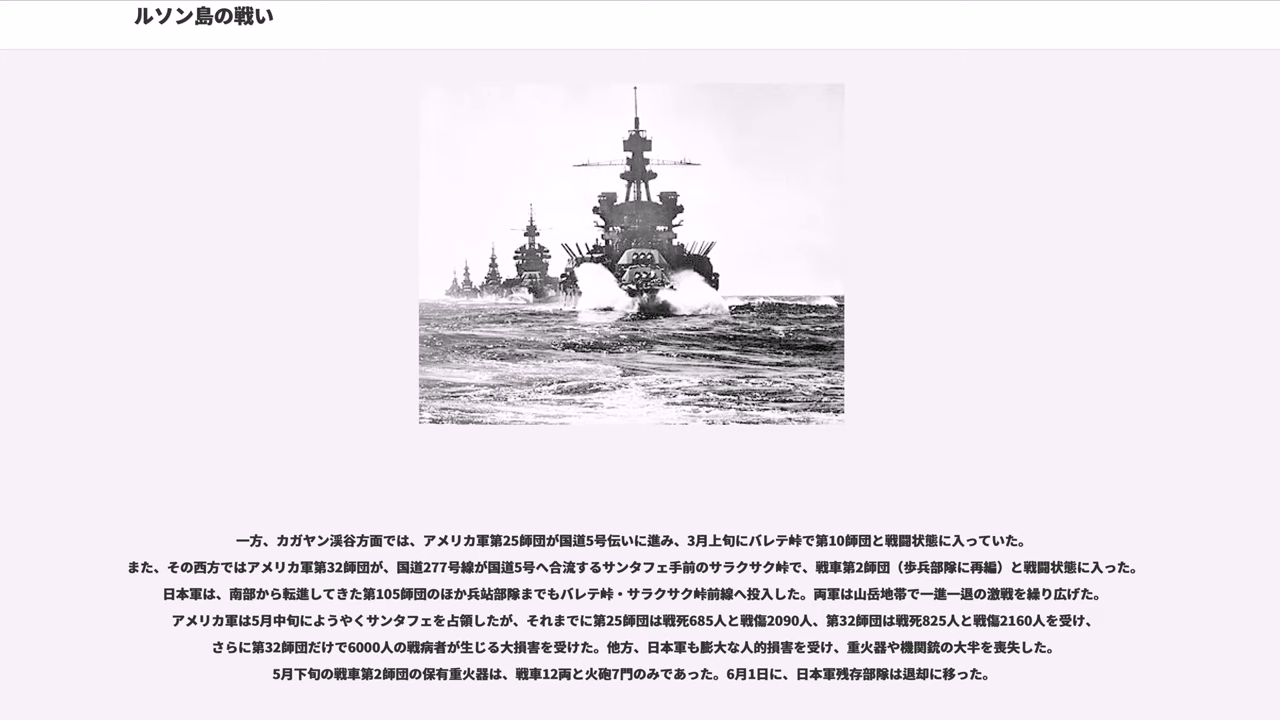 ルソン島の戦い
一方、カガヤン渓谷方面では、アメリカ軍第25師団が国道5号伝いに進み、3月上旬にバレテ峠で第10師団と戦闘状態に入っていた。
また、その西方ではアメリカ軍第32師団が、国道277号線が国道5号へ合流するサンタフェ手前のサラクサク峠で、戦車第2師団（歩兵部隊に再編）と戦闘状態に入った。
日本軍は、南部から転進してきた第105師団のほか兵站部隊までもバレテ峠・サラクサク峠前線へ投入した。両軍は山岳地帯で一進一退の激戦を繰り広げた。
アメリカ軍は5月中旬にようやくサンタフェを占領したが、それまでに第25師団は戦死685人と戦傷2090人、第32師団は戦死825人と戦傷2160人を受け、
さらに第32師団だけで6000人の戦病者が生じる大損害を受けた。他方、日本軍も膨大な人的損害を受け、重火器や機関銃の大半を喪失した。
5月下旬の戦車第2師団の保有重火器は、戦車12両と火砲7門のみであった。6月1日に、日本軍残存部隊は退却に移った。